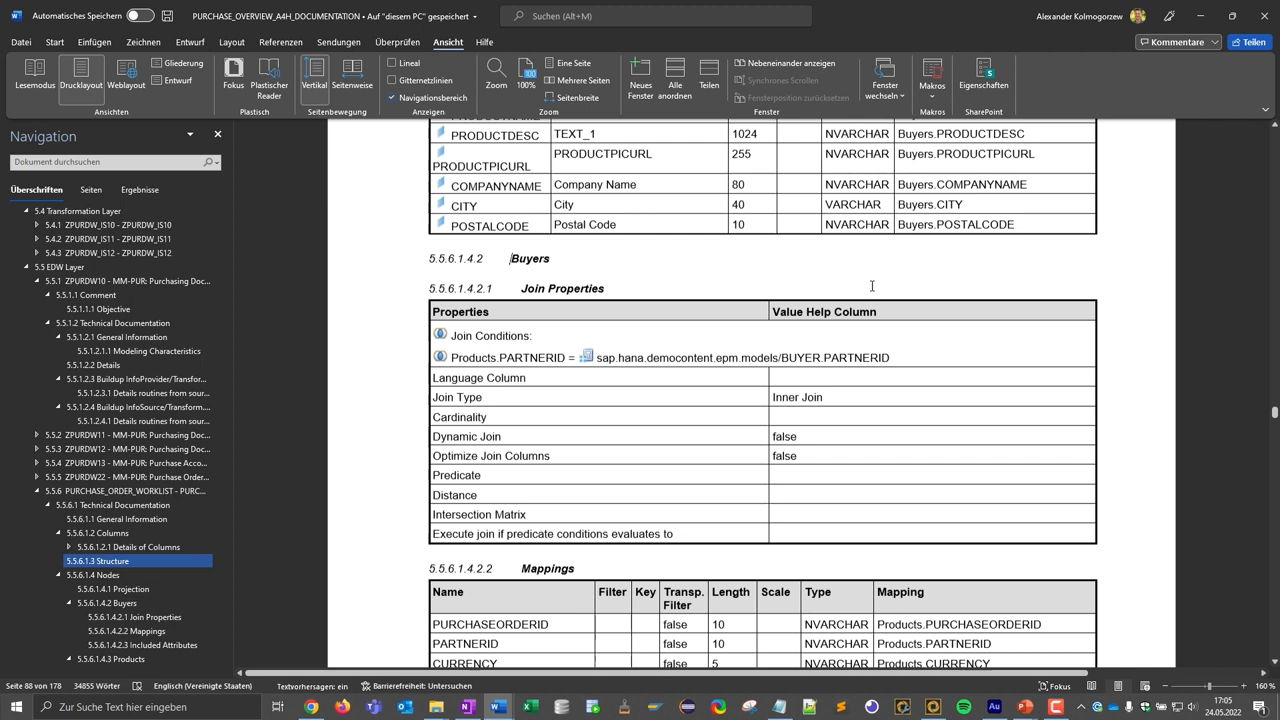 PURCHASE_OVERVIEW_A4H_DOCUMENTATION • Auf "diesem PC" gespeichert
Automatisches Speichern
Suchen (Alt+M)
Alexander Kolmogorzew
Datei Start Einfügen Zeichnen Entwurf Layout Referenzen Sendungen Überprüfen Ansicht Hilfe
Kommentare
Teilen
Lesemodus
Drucklayout
Weblayout
Gliederung
Entwurf
Ansichten
Fokus
Plastischer Reader
Plastisch
Vertikal
Seitenweise
Seitenbewegung
Lineal
Gitternetzlinien
Navigationsbereich
Anzeigen
Zoom
100%
Eine Seite
Mehrere Seiten
Seitenbreite
Zoom
Neues Fenster
Alle anordnen
Teilen
Nebeneinander anzeigen
Synchrones Scrollen
Fensterposition zurücksetzen
Fenster wechseln
Fenster
Makros
Makros
Eigenschaften
SharePoint
Navigation
Dokument durchsuchen
Überschriften Seiten Ergebnisse
5.4 Transformation Layer
5.4.1 ZPURDW_IS10 - ZPURDW_IS10
5.4.2 ZPURDW_IS11 - ZPURDW_IS11
5.4.3 ZPURDW_IS12 - ZPURDW_IS12
5.5 EDW Layer
5.5.1 ZPURDW10 - MM-PUR: Purchasing Doc...
5.5.1.1 Comment
5.5.1.1.1 Objective
5.5.1.2 Technical Documentation
5.5.1.2.1 General Information
5.5.1.2.1.1 Modeling Characteristics
5.5.1.2.2 Details
5.5.1.2.3 Buildup InfoProvider/Transfor...
5.5.1.2.3.1 Details routines from sour...
5.5.1.2.4 Buildup InfoSource/Transform...
5.5.1.2.4.1 Details routines from sour...
5.5.2 ZPURDW11 - MM-PUR: Purchasing Doc...
5.5.3 ZPURDW12 - MM-PUR: Purchasing Doc...
5.5.4 ZPURDW13 - MM-PUR: Purchase Acco...
5.5.5 ZPURDW22 - MM-PUR: Purchase Order...
5.5.6 PURCHASE_ORDER_WORKLIST - PURC...
5.5.6.1 Technical Documentation
5.5.6.1.1 General Information
5.5.6.1.2 Columns
5.5.6.1.2.1 Details of Columns
5.5.6.1.3 Structure
5.5.6.1.4 Nodes
5.5.6.1.4.1 Projection
5.5.6.1.4.2 Buyers
5.5.6.1.4.2.1 Join Properties
5.5.6.1.4.2.2 Mappings
5.5.6.1.4.2.3 Included Attributes
5.5.6.1.4.3 Products
PRODUCTDESC TEXT_1 1024 NVARCHAR Buyers.PRODUCTDESC
PRODUCTPICURL PRODUCTPICURL 255 NVARCHAR Buyers.PRODUCTPICURL
COMPANYNAME Company Name 80 NVARCHAR Buyers.COMPANYNAME
CITY City 40 VARCHAR Buyers.CITY
POSTALCODE Postal Code 10 NVARCHAR Buyers.POSTALCODE
5.5.6.1.4.2 Buyers
5.5.6.1.4.2.1 Join Properties
Properties Value Help Column
Join Conditions:
Products.PARTNERID = sap.hana.democontent.epm.models/BUYER.PARTNERID
Language Column
Join Type Inner Join
Cardinality
Dynamic Join false
Optimize Join Columns false
Predicate
Distance
Intersection Matrix
Execute join if predicate conditions evaluates to
5.5.6.1.4.2.2 Mappings
Name Filter Key Transp. Filter Length Scale Type Mapping
PURCHASEORDERID false 10 NVARCHAR Products.PURCHASEORDERID
PARTNERID false 10 NVARCHAR Products.PARTNERID
CURRENCY false 5 NVARCHAR Products.CURRENCY
Seite 88 von 178 34855 Wörter Englisch (Vereinigte Staaten) Textvorhersagen: ein Barrierefreiheit: Untersuchen Fokus 160 %
Zur Suche Text hier eingeben
17:05
24.05.2022